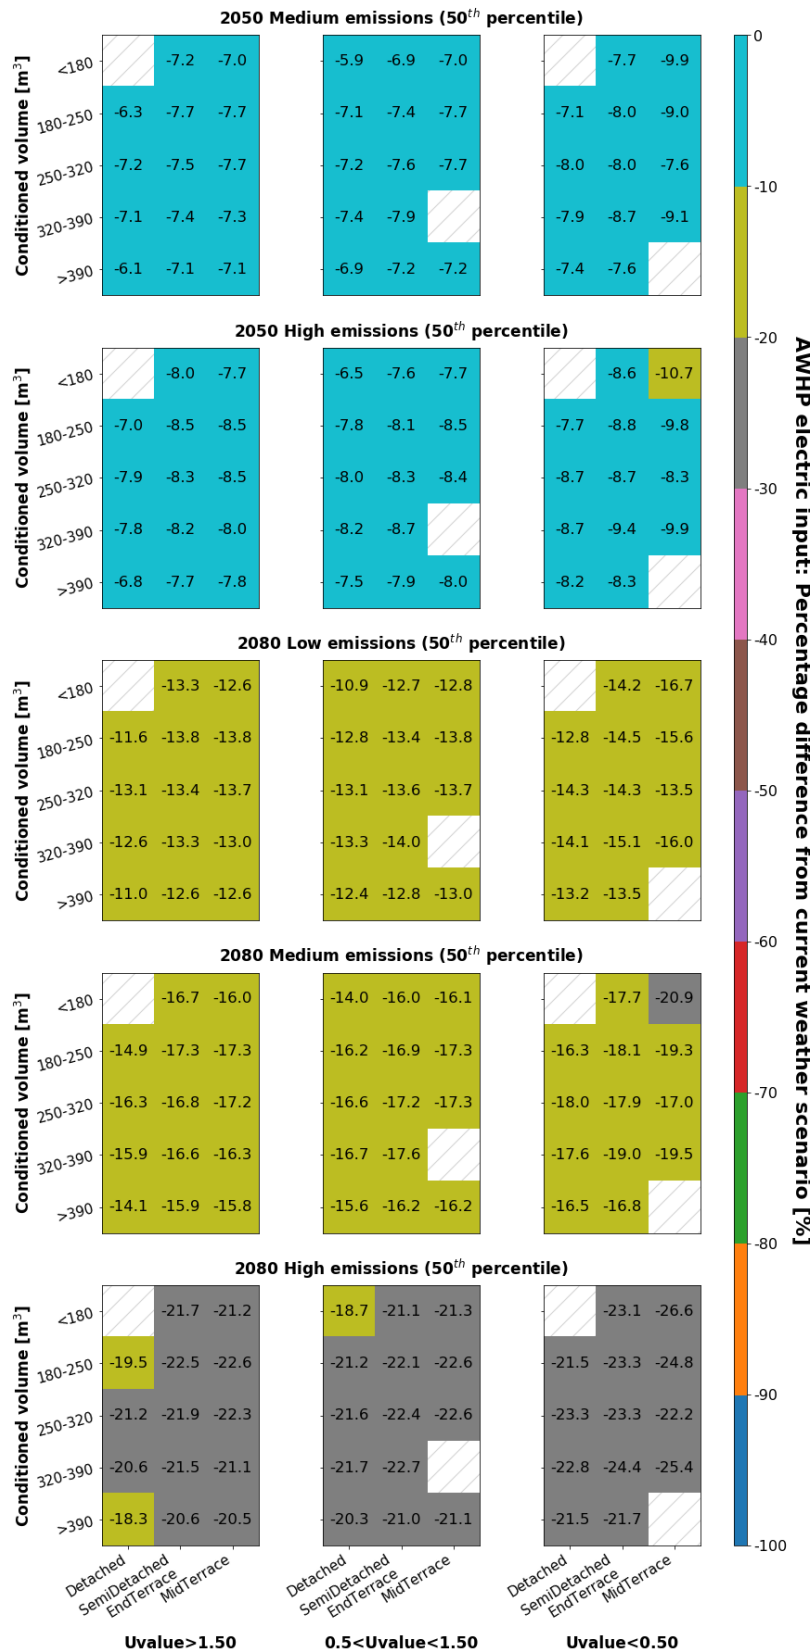 2050 Medium emissions (50th percentile)
Conditioned volume [m3]
<180 -7.2 -7.0 -5.9 -6.9 -7.0 -7.7 -9.9
180-250 -6.3 -7.7 -7.7 -7.1 -7.4 -7.7 -7.1 -8.0 -9.0
250-320 -7.2 -7.5 -7.7 -7.2 -7.6 -7.7 -8.0 -8.0 -7.6
320-390 -7.1 -7.4 -7.3 -7.4 -7.9 -7.9 -8.7 -9.1
>390 -6.1 -7.1 -7.1 -6.9 -7.2 -7.2 -7.4 -7.6
2050 High emissions (50th percentile)
Conditioned volume [m3]
<180 -8.0 -7.7 -6.5 -7.6 -7.7 -8.6 -10.7
180-250 -7.0 -8.5 -8.5 -7.8 -8.1 -8.5 -7.7 -8.8 -9.8
250-320 -7.9 -8.3 -8.5 -8.0 -8.3 -8.4 -8.7 -8.7 -8.3
320-390 -7.8 -8.2 -8.0 -8.2 -8.7 -8.7 -9.4 -9.9
>390 -6.8 -7.7 -7.8 -7.5 -7.9 -8.0 -8.2 -8.3
2080 Low emissions (50th percentile)
Conditioned volume [m3]
<180 -13.3 -12.6 -10.9 -12.7 -12.8 -14.2 -16.7
180-250 -11.6 -13.8 -13.8 -12.8 -13.4 -13.8 -12.8 -14.5 -15.6
250-320 -13.1 -13.4 -13.7 -13.1 -13.6 -13.7 -14.3 -14.3 -13.5
320-390 -12.6 -13.3 -13.0 -13.3 -14.0 -14.1 -15.1 -16.0
>390 -11.0 -12.6 -12.6 -12.4 -12.8 -13.0 -13.2 -13.5
2080 Medium emissions (50th percentile)
Conditioned volume [m3]
<180 -16.7 -16.0 -14.0 -16.0 -16.1 -17.7 -20.9
180-250 -14.9 -17.3 -17.3 -16.2 -16.9 -17.3 -16.3 -18.1 -19.3
250-320 -16.3 -16.8 -17.2 -16.6 -17.2 -17.3 -18.0 -17.9 -17.0
320-390 -15.9 -16.6 -16.3 -16.7 -17.6 -17.6 -19.0 -19.5
>390 -14.1 -15.9 -15.8 -15.6 -16.2 -16.2 -16.5 -16.8
2080 High emissions (50th percentile)
Conditioned volume [m3]
<180 -21.7 -21.2 -18.7 -21.1 -21.3 -23.1 -26.6
180-250 -19.5 -22.5 -22.6 -21.2 -22.1 -22.6 -21.5 -23.3 -24.8
250-320 -21.2 -21.9 -22.3 -21.6 -22.4 -22.6 -23.3 -23.3 -22.2
320-390 -20.6 -21.5 -21.1 -21.7 -22.7 -22.8 -24.4 -25.4
>390 -18.3 -20.6 -20.5 -20.3 -21.0 -21.1 -21.5 -21.7
Detached
SemiDetached
EndTerrace
MidTerrace
Detached
SemiDetached
EndTerrace
MidTerrace
Detached
SemiDetached
EndTerrace
MidTerrace
Uvalue>1.50
0.5<Uvalue<1.50
Uvalue<0.50
0
-10
-20
-30
-40
-50
-60
-70
-80
-90
-100
AWHP electric input: Percentage difference from current weather scenario [%]